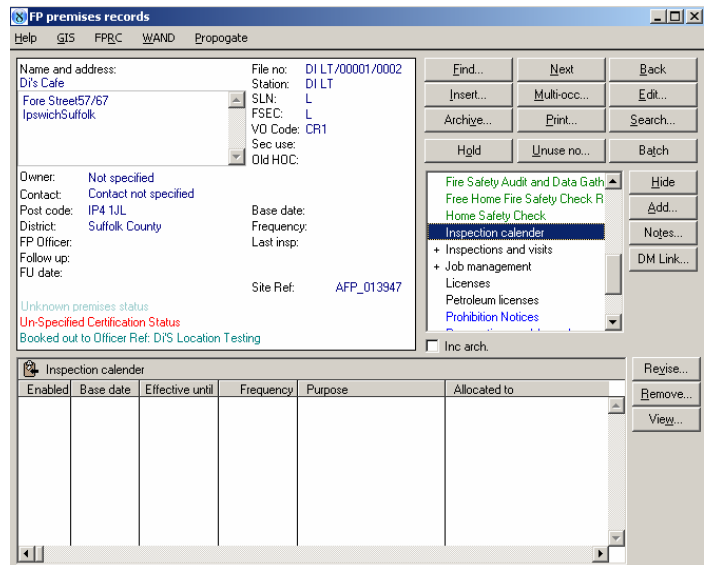 FP premises records
Help GIS FPRC WAND Propogate
Name and address:
Di's Cafe
Fore Street57/67
IpswichSuffolk
File no: DI LT/00001/0002
Station: DI LT
SLN: L
FSEC: L
VO Code: CR1
Sec use:
Old HOC:
Owner: Not specified
Contact: Contact not specified
Post code: IP4 1JL
District: Suffolk County
FP Officer:
Follow up:
FU date:
Base date:
Frequency:
Last insp:
Site Ref: AFP_013947
Unknown premises status
Un-Specified Certification Status
Booked out to Officer Ref: Di'S Location Testing
Find... Next Back
Insert... Multi-occ... Edit...
Archive... Print... Search...
Hold Unuse no... Batch
Fire Safety Audit and Data Gath
Free Home Fire Safety Check R
Home Safety Check
Inspection calender
+ Inspections and visits
+ Job management
Licenses
Petroleum licenses
Prohibition Notices
Hide
Add...
Notes...
DM Link...
Inc arch.
Inspection calender
Enabled Base date Effective until Frequency Purpose Allocated to
Revise...
Remove...
View...